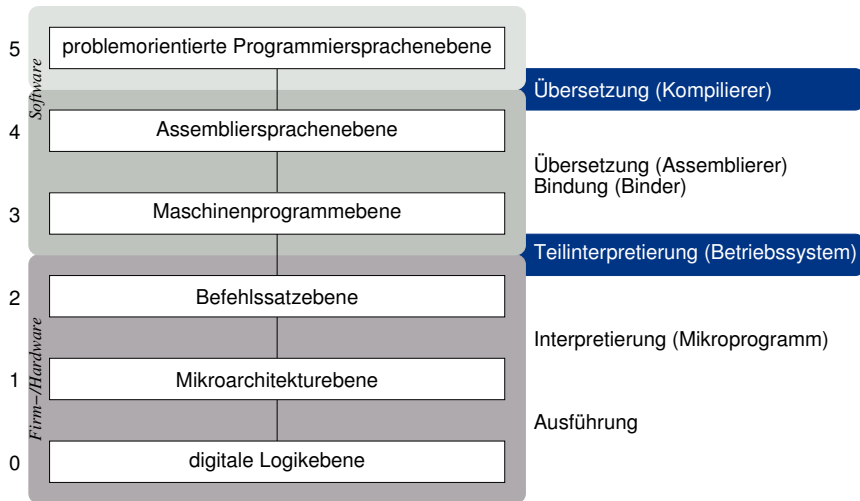 5 problemorientierte Programmiersprachenebene
Software
Übersetzung (Kompilierer)
4 Assembliersprachenebene
Übersetzung (Assemblierer)
Bindung (Binder)
3 Maschinenprogrammebene
Teilinterpretierung (Betriebssystem)
2 Befehlssatzebene
Firm-/Hardware
Interpretierung (Mikroprogramm)
1 Mikroarchitekturebene
Ausführung
0 digitale Logikebene